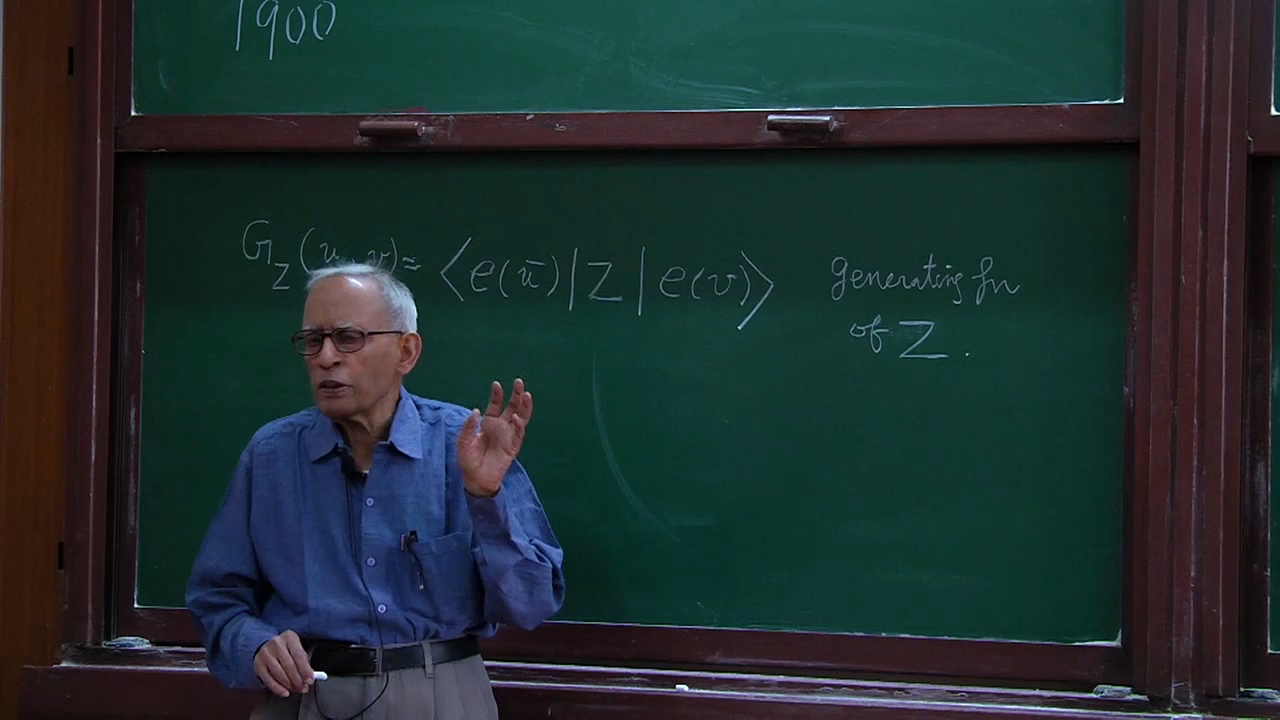 1900
G_Z(u, v) = ⟨e(ū)|Z|e(v)⟩ Generating fn
of Z.